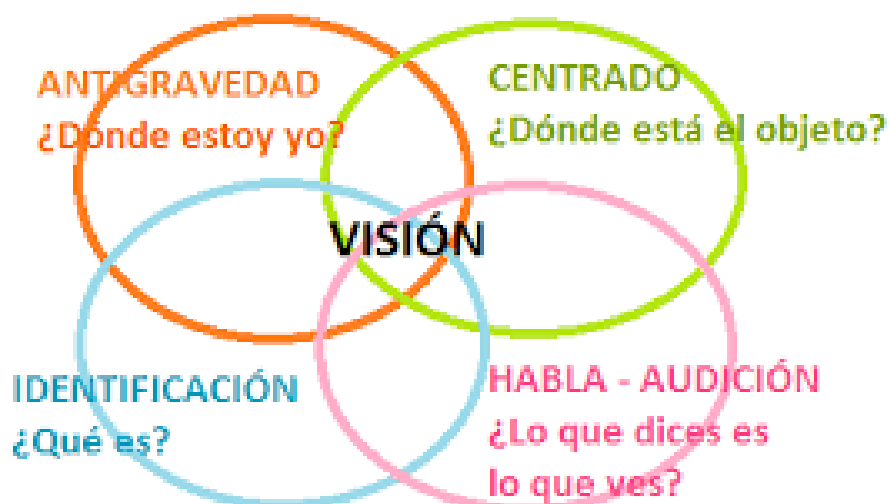 ANTIGRAVEDAD
¿Dónde estoy yo?
CENTRADO
¿Dónde está el objeto?
VISIÓN
IDENTIFICACIÓN
¿Qué es?
HABLA - AUDICIÓN
¿Lo que dices es
lo que ves?